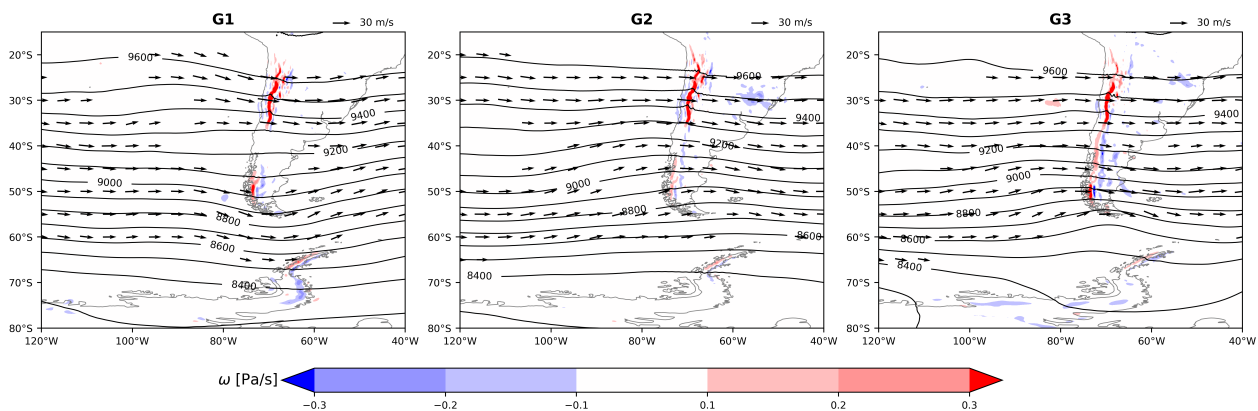 G1
30 m/s
G2
30 m/s
G3
30 m/s
20°S
30°S
40°S
50°S
60°S
70°S
80°S
9600
9400
9200
9000
8800
8600
8400
120°W
100°W
80°W
60°W
40°W
20°S
30°S
40°S
50°S
60°S
70°S
80°S
9600
9400
9200
9000
8800
8600
8400
120°W
100°W
80°W
60°W
40°W
20°S
30°S
40°S
50°S
60°S
70°S
80°S
9600
9400
9200
9000
8800
8600
8400
120°W
100°W
80°W
60°W
40°W
ω [Pa/s]
−0.3
−0.2
−0.1
0.1
0.2
0.3